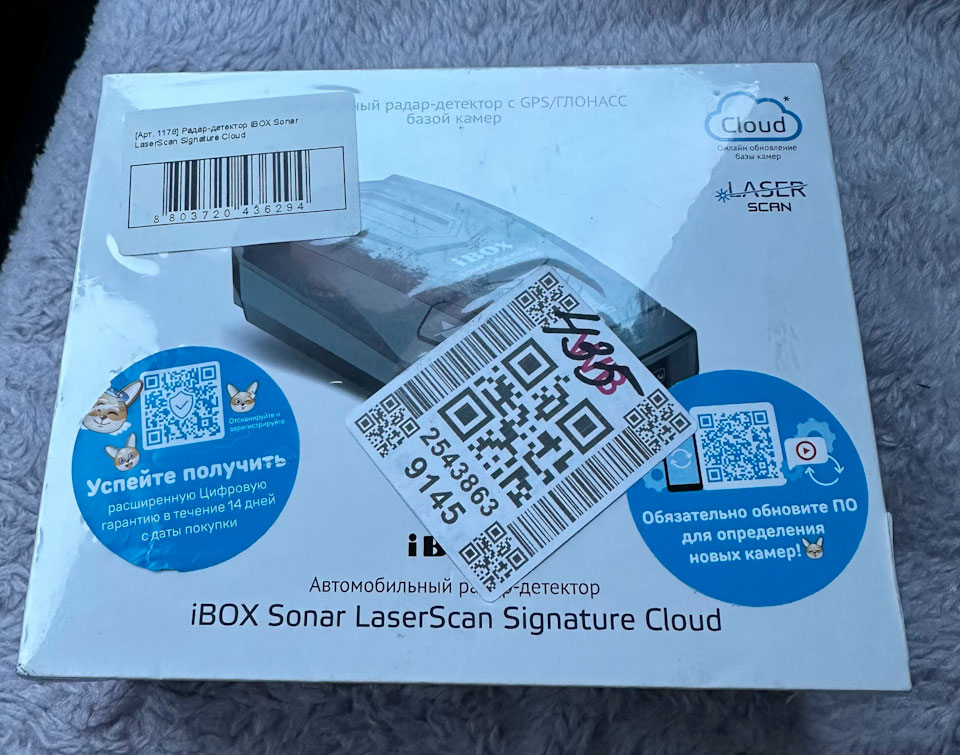 ный радар-детектор с GPS/ГЛОНАСС
базой камер
[Арт. 1178] Радар-детектор iBOX Sonar
LaserScan Signature Cloud
8 803720 436294
Cloud*
Онлайн обновление
базы камер
LASER
SCAN
iBOX
4395
2543863
9145
Отсканируйте и
зарегистрируйте
Успейте получить
расширенную Цифровую
гарантию в течение 14 дней
с даты покупки
Обязательно обновите ПО
для определения
новых камер!
iB
Автомобильный ра р-детектор
iBOX Sonar LaserScan Signature Cloud